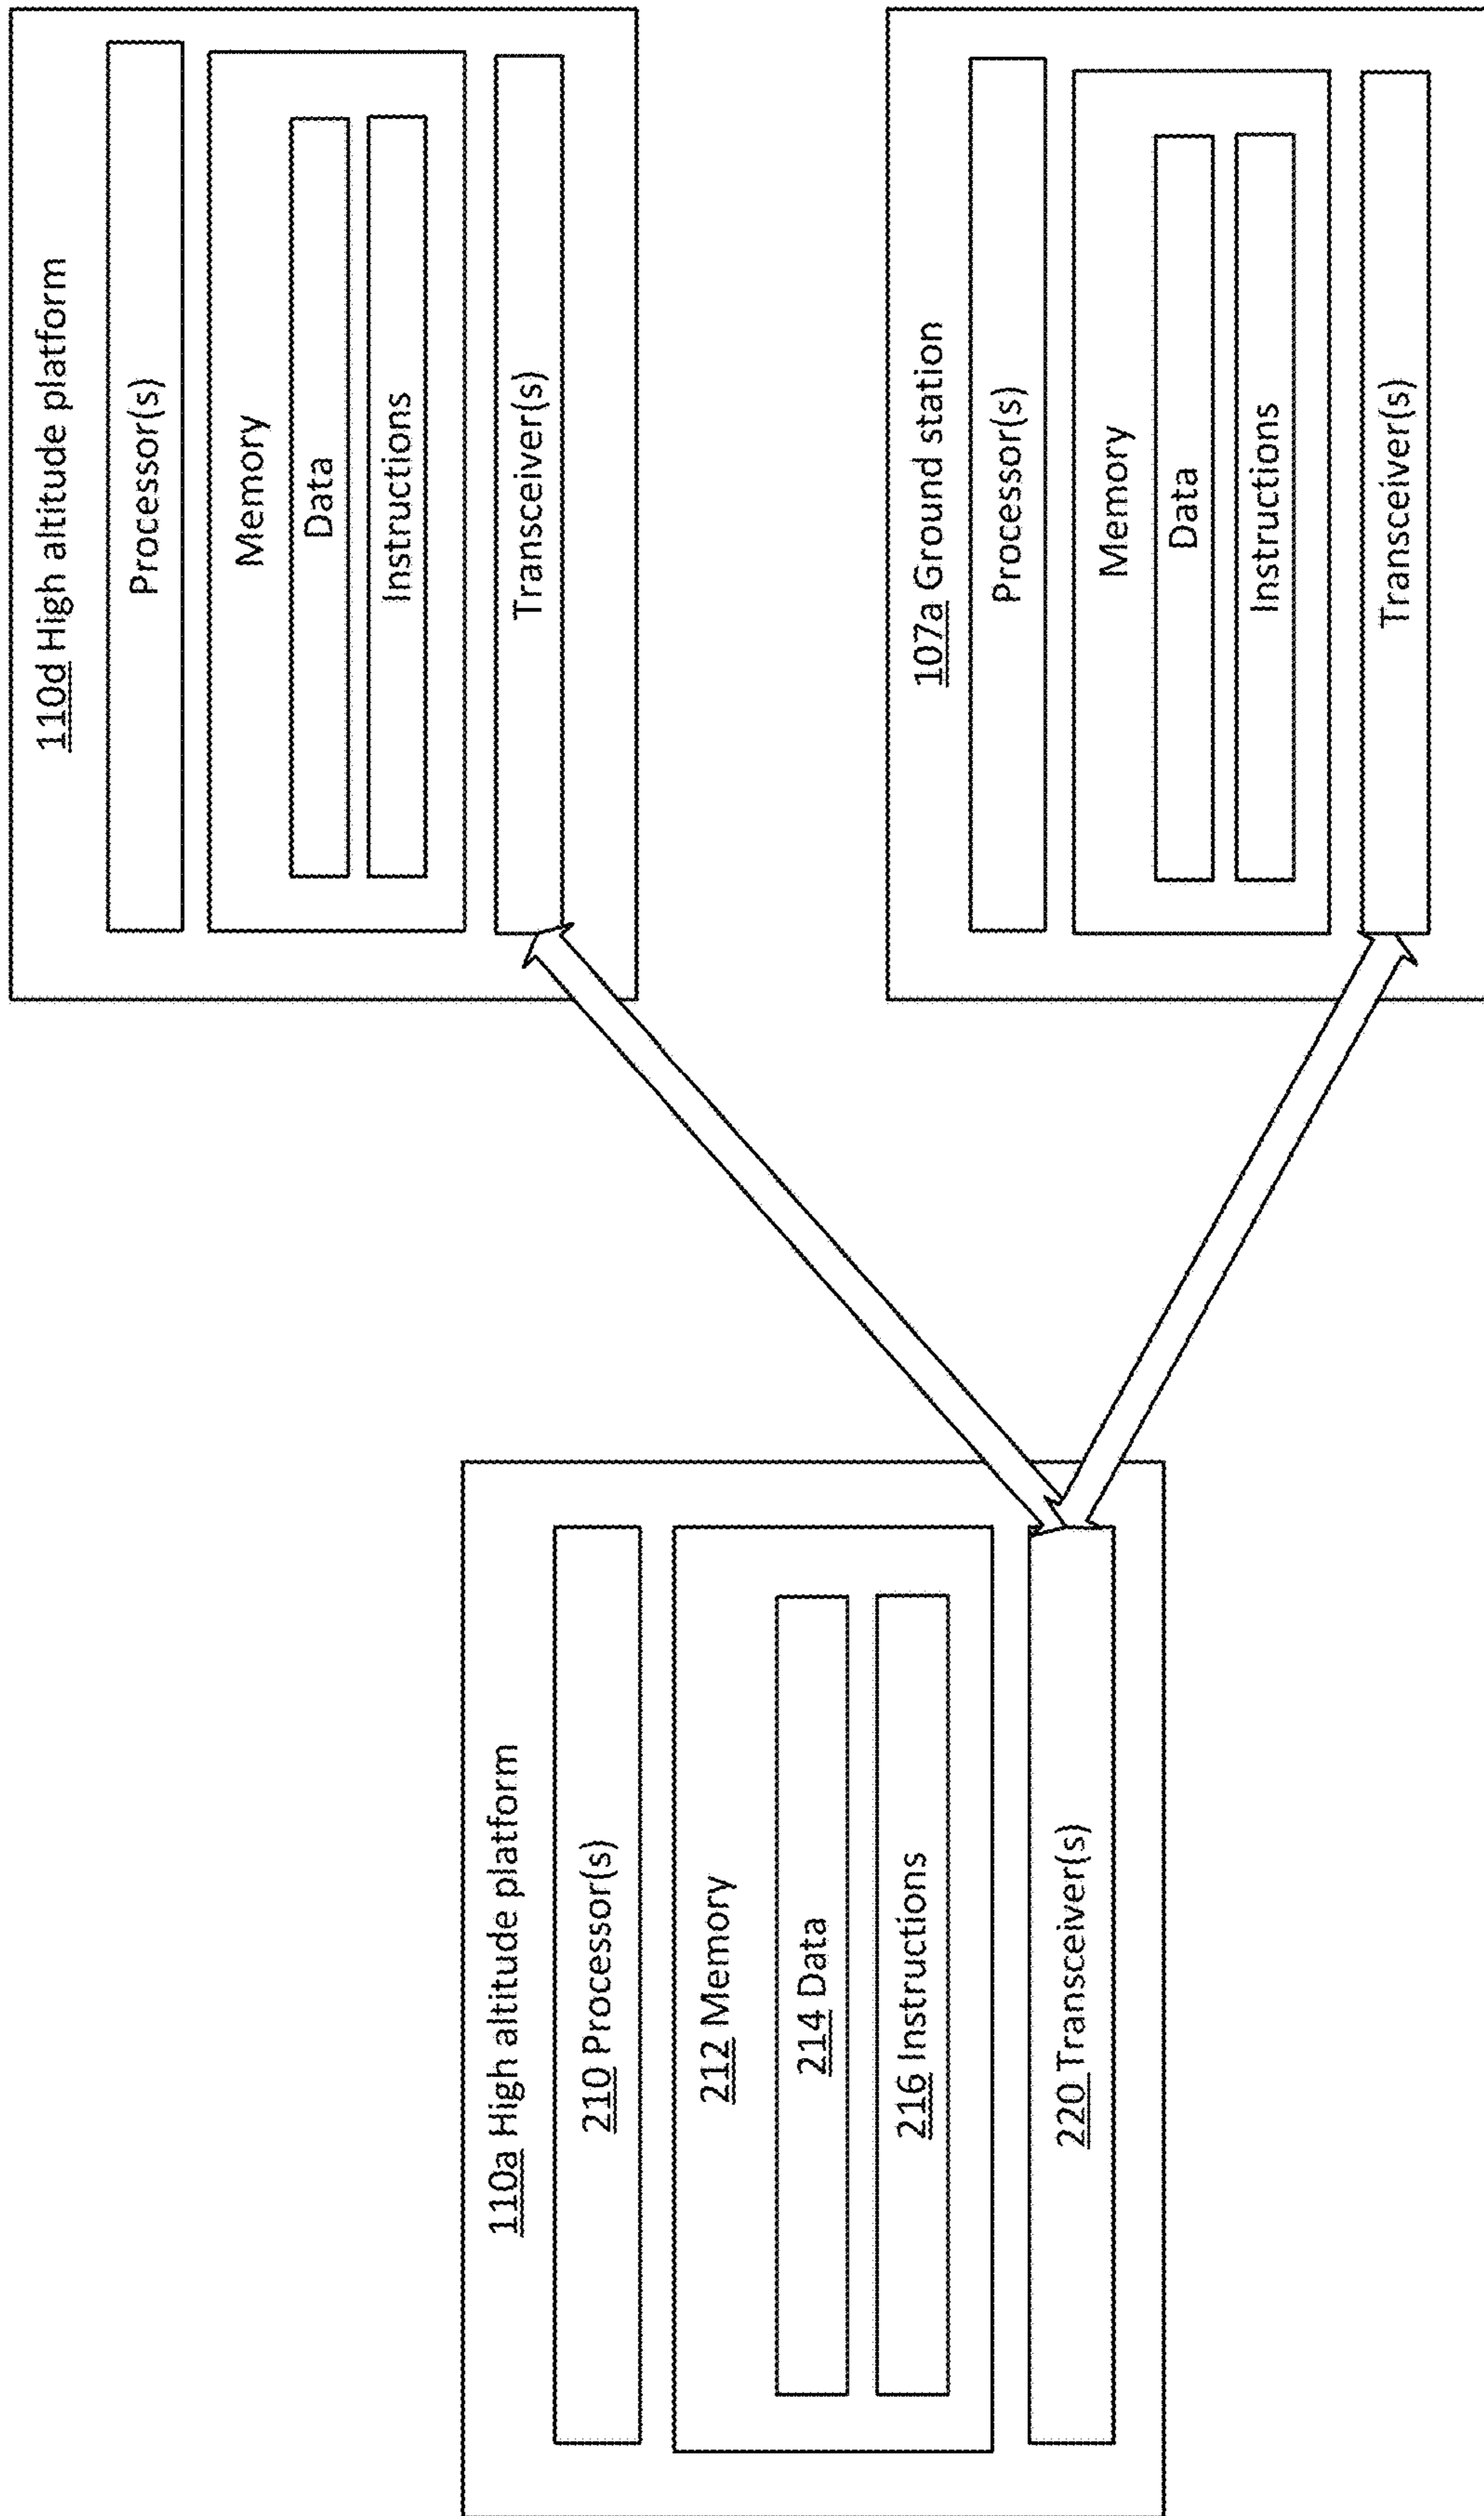 110a High altitude platform
210 Processor(s)
212 Memory
214 Data
216 Instructions
220 Transceiver(s)
110d High altitude platform
Processor(s)
Memory
Data
Instructions
Transceiver(s)
107a Ground station
Processor(s)
Memory
Data
Instructions
Transceiver(s)